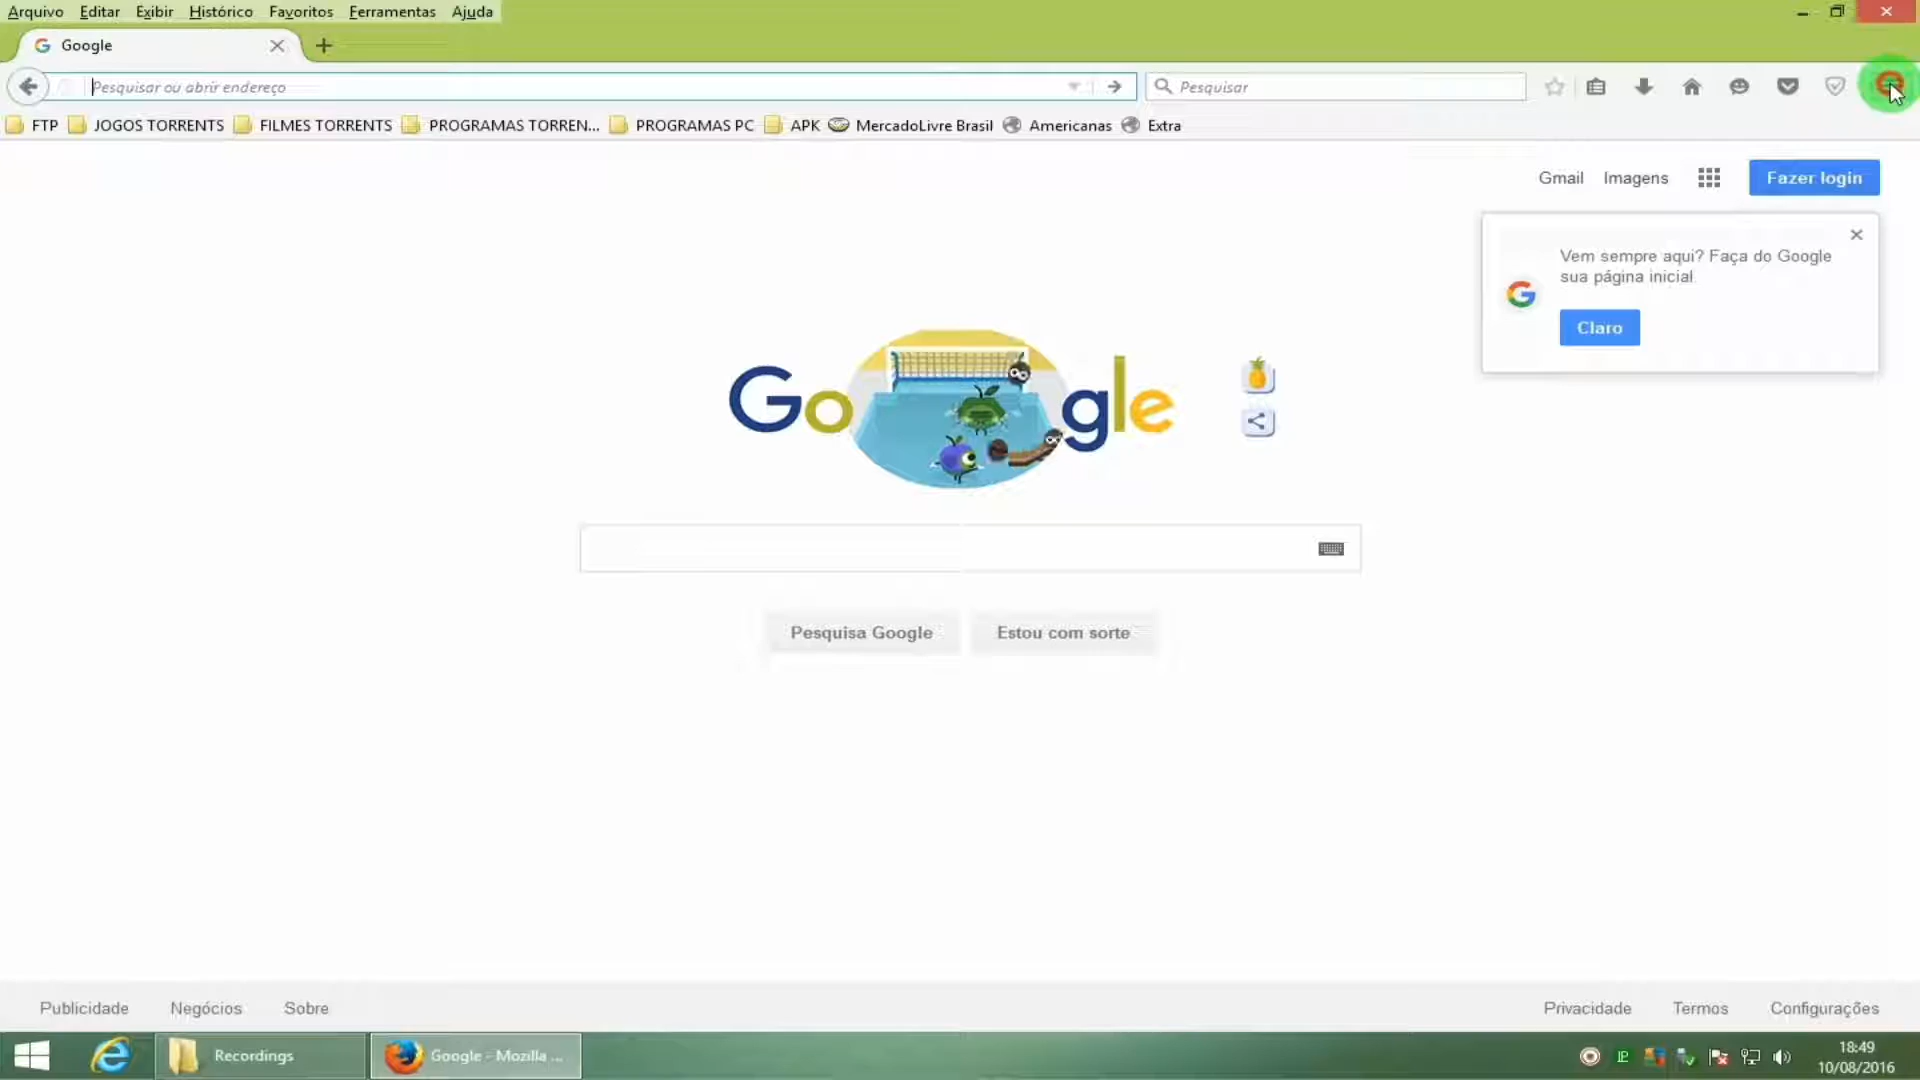 Arquivo Editar Exibir Histórico Favoritos Ferramentas Ajuda
Google
Pesquisar ou abrir endereço
Pesquisar
FTP JOGOS TORRENTS FILMES TORRENTS PROGRAMAS TORREN... PROGRAMAS PC APK MercadoLivre Brasil Americanas Extra
Gmail Imagens Fazer login
Vem sempre aqui? Faça do Google
sua página inicial
Claro
Google
Pesquisa Google Estou com sorte
Publicidade Negócios Sobre Privacidade Termos Configurações
Recordings Google - Mozilla ...
18:49
10/08/2016